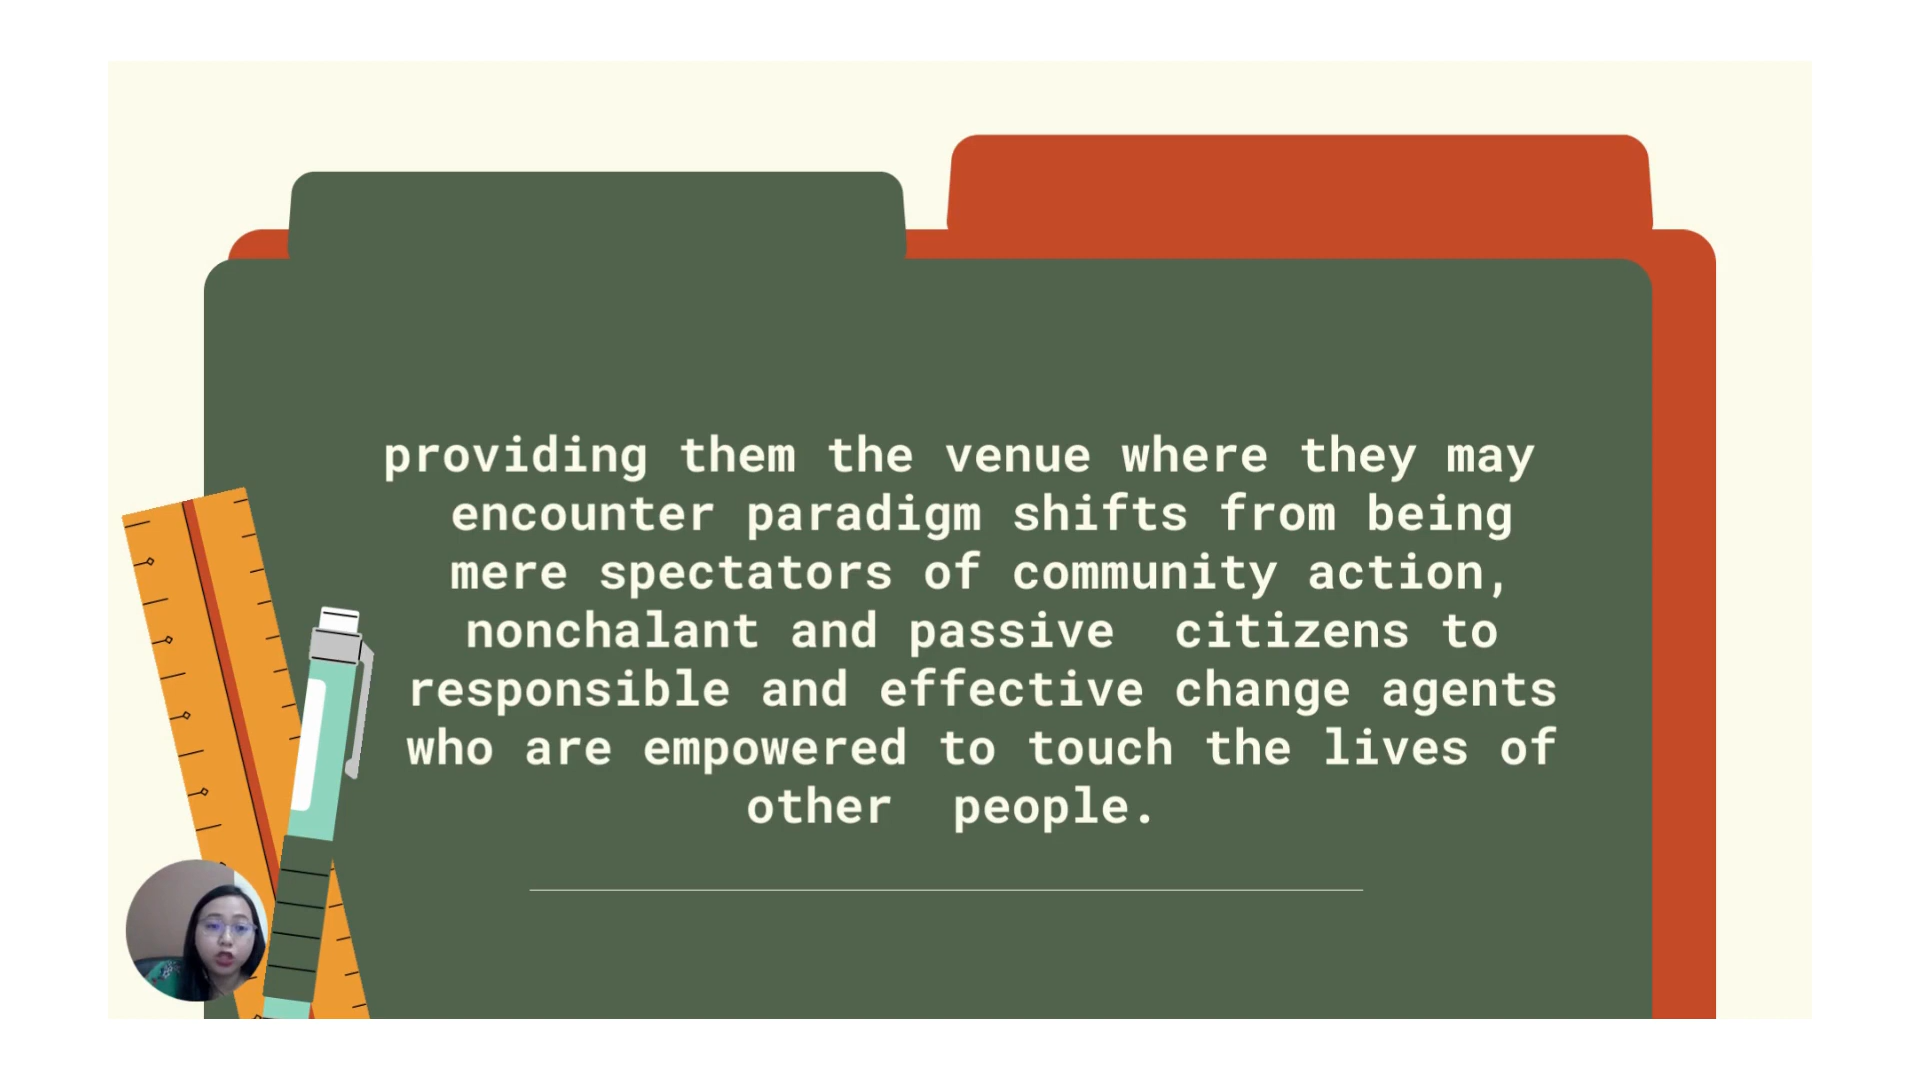 providing them the venue where they may
encounter paradigm shifts from being
mere spectators of community action,
nonchalant and passive  citizens to
responsible and effective change agents
who are empowered to touch the lives of
other  people.